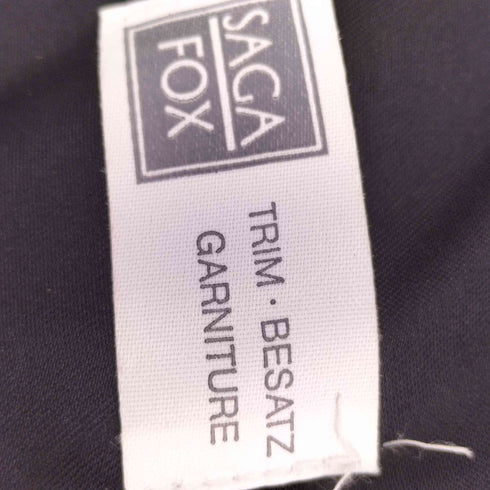 SAGA
FOX
TRIM · BESATZ
GARNITURE